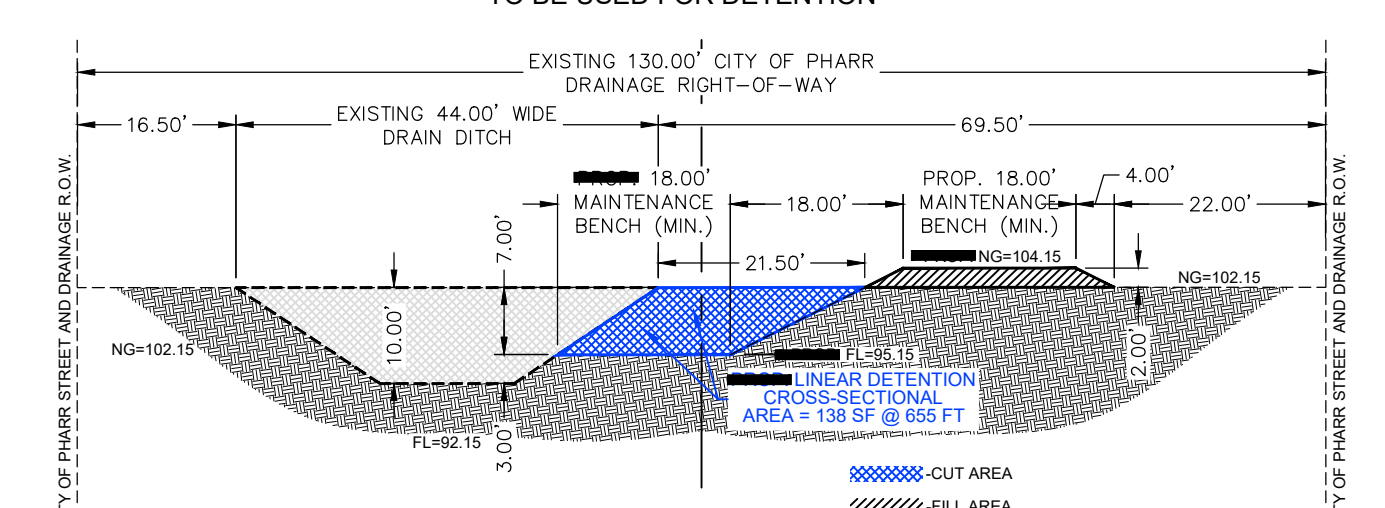 TO BE USED FOR DETENTION
EXISTING 130.00' CITY OF PHARR
DRAINAGE RIGHT-OF-WAY
16.50'
EXISTING 44.00' WIDE
DRAIN DITCH
69.50'
18.00'
MAINTENANCE
BENCH (MIN.)
18.00'
PROP. 18.00'
MAINTENANCE
BENCH (MIN.)
4.00'
22.00'
7.00'
21.50'
NG=104.15
NG=102.15
10.00'
NG=102.15
FL=95.15
2.00'
LINEAR DETENTION
CROSS-SECTIONAL
AREA = 138 SF @ 655 FT
FL=92.15
3.00'
-CUT AREA
-FILL AREA
TY OF PHARR STREET AND DRAINAGE R.O.W.
TY OF PHARR STREET AND DRAINAGE R.O.W.